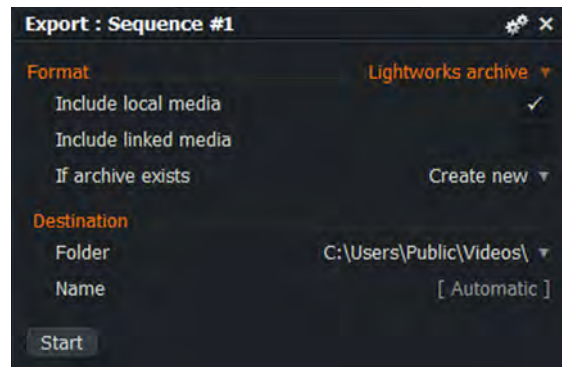 Export : Sequence #1
Format Lightworks archive
Include local media
Include linked media
If archive exists Create new
Destination
Folder C:\Users\Public\Videos\
Name [ Automatic ]
Start